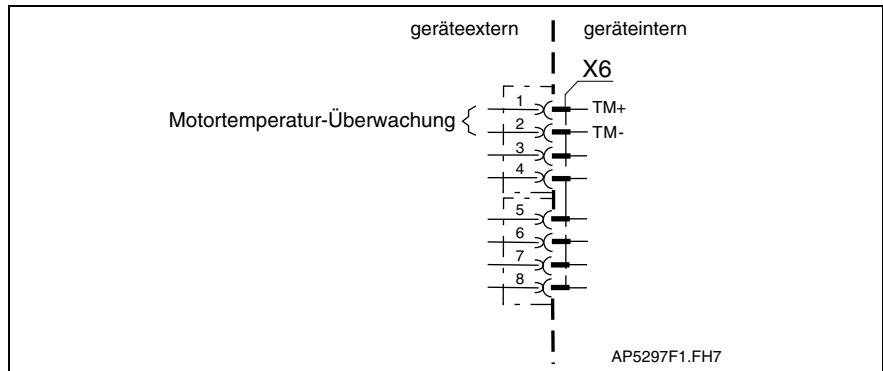 geräteextern geräteintern
X6
1 TM+
Motortemperatur-Überwachung
2 TM-
3
4
5
6
7
8
AP5297F1.FH7